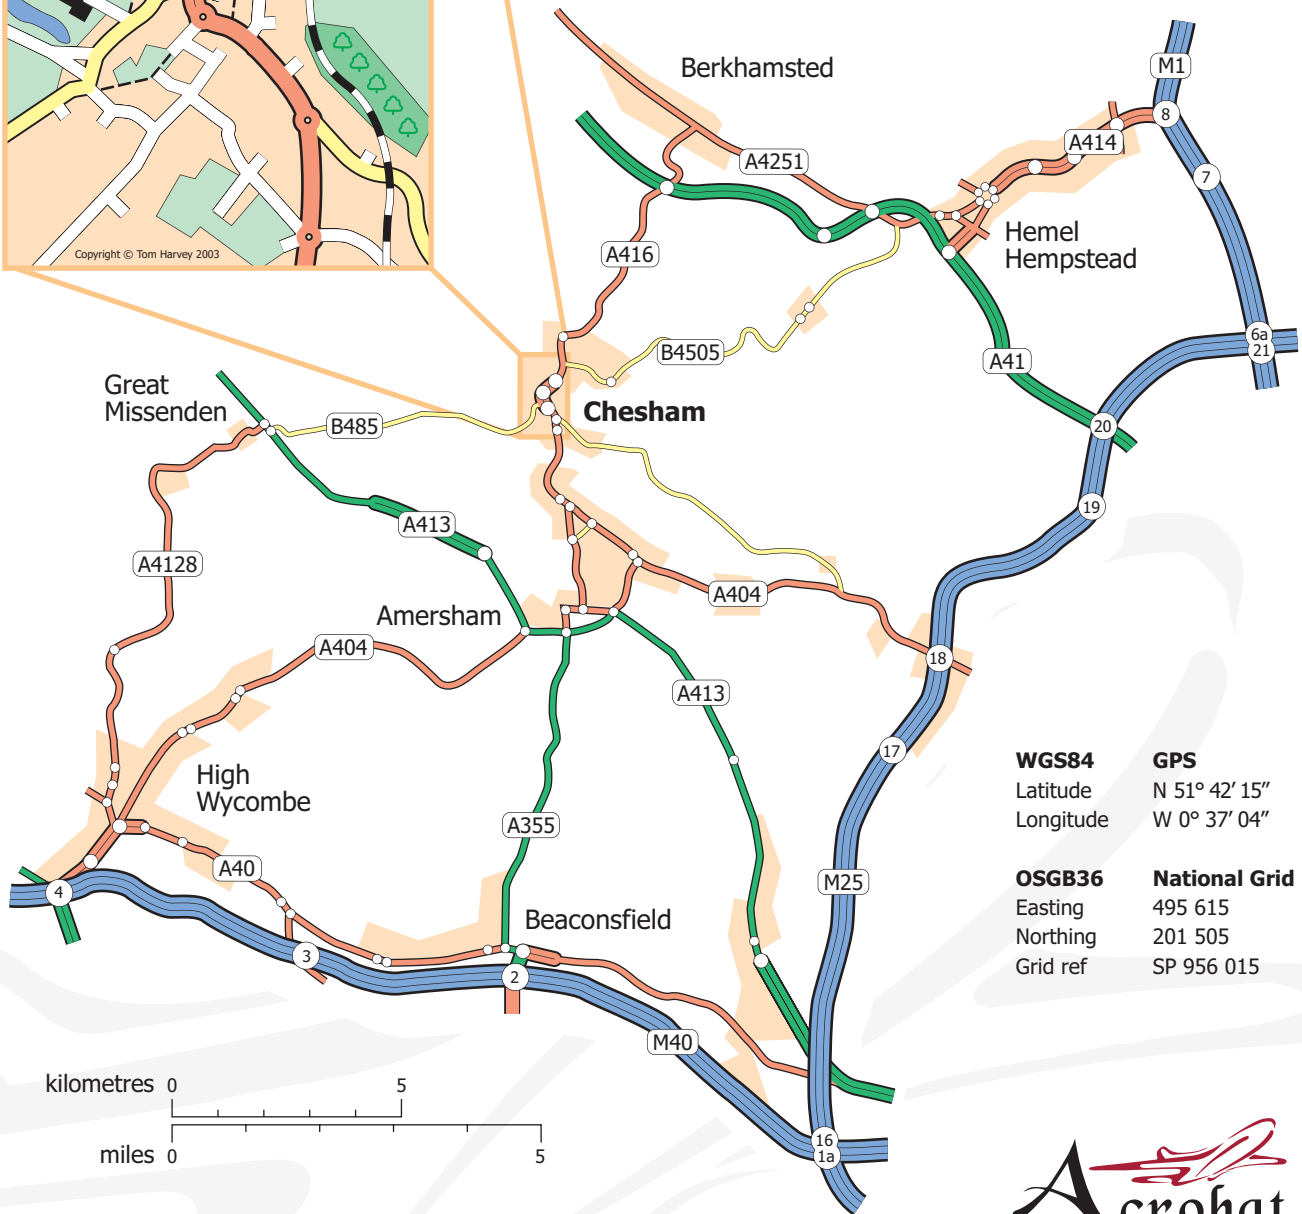 Copyright © Tom Harvey 2003
Berkhamsted
M1
8
A414
7
A4251
Hemel
Hempstead
A416
6a
21
B4505
A41
Great
Missenden
Chesham
B485
20
19
A413
A4128
A404
Amersham
A404
18
A413
17
WGS84 GPS
Latitude N 51° 42’ 15”
Longitude W 0° 37’ 04”
High
Wycombe
A355
A40
M25
4
OSGB36 National Grid
Easting 495 615
Northing 201 505
Grid ref SP 956 015
Beaconsfield
3
2
M40
kilometres 0 5
miles 0 5
16
1a
Acrobat